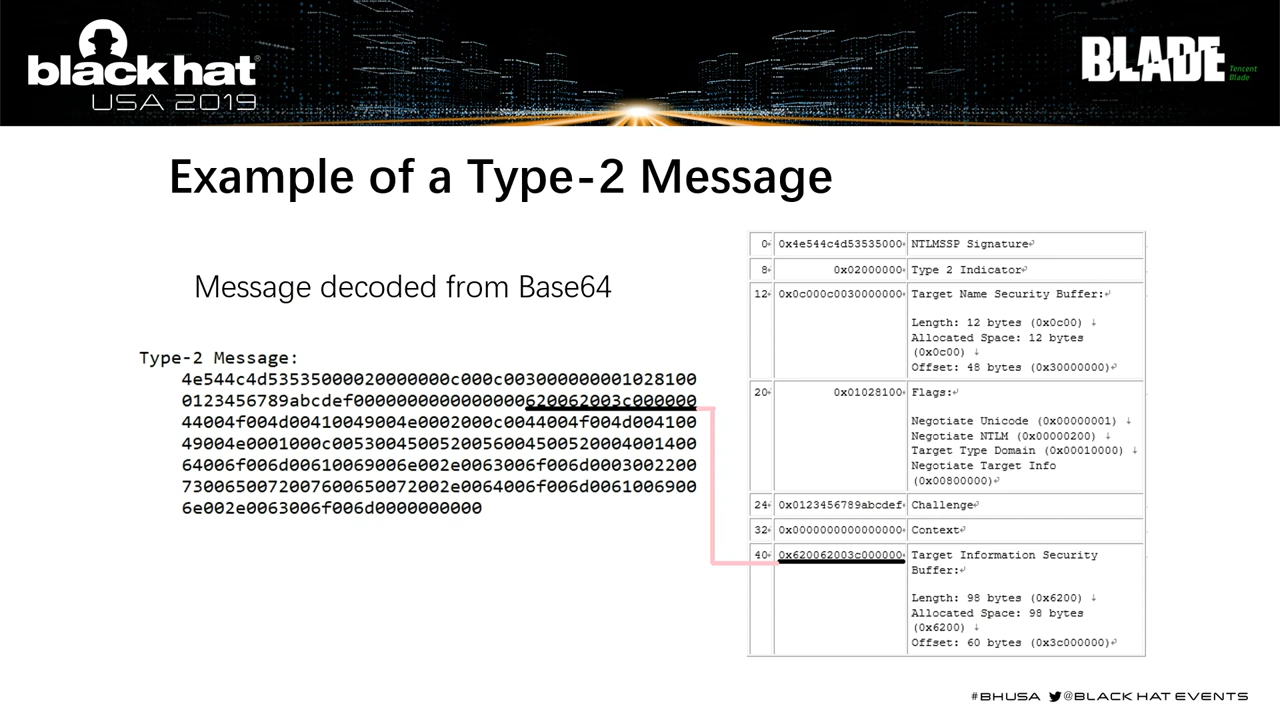 black hat®
USA 2019
BLADE
Tencent
Blade
Example of a Type-2 Message
Message decoded from Base64
Type-2 Message:
4e544c4d53535000020000000c000c003000000001028100
0123456789abcdef0000000000000000620062003c000000
44004f004d00410049004e0002000c0044004f004d004100
49004e0001000c0053004500520056004500520004001400
64006f006d00610069006e002e0063006f006d0003002200
7300650072007600650072002e0064006f006d0061006900
6e002e0063006f006d0000000000
0 0x4e544c4d53535000 NTLMSSP Signature
8 0x02000000 Type 2 Indicator
12 0x0c000c0030000000 Target Name Security Buffer:
Length: 12 bytes (0x0c00) ↓
Allocated Space: 12 bytes
(0x0c00) ↓
Offset: 48 bytes (0x30000000)
20 0x01028100 Flags:
Negotiate Unicode (0x00000001) ↓
Negotiate NTLM (0x00000200) ↓
Target Type Domain (0x00010000) ↓
Negotiate Target Info
(0x00800000)
24 0x0123456789abcdef Challenge
32 0x0000000000000000 Context
40 0x620062003c000000 Target Information Security
Buffer:
Length: 98 bytes (0x6200) ↓
Allocated Space: 98 bytes
(0x6200) ↓
Offset: 60 bytes (0x3c000000)
#BHUSA @BLACK HAT EVENTS